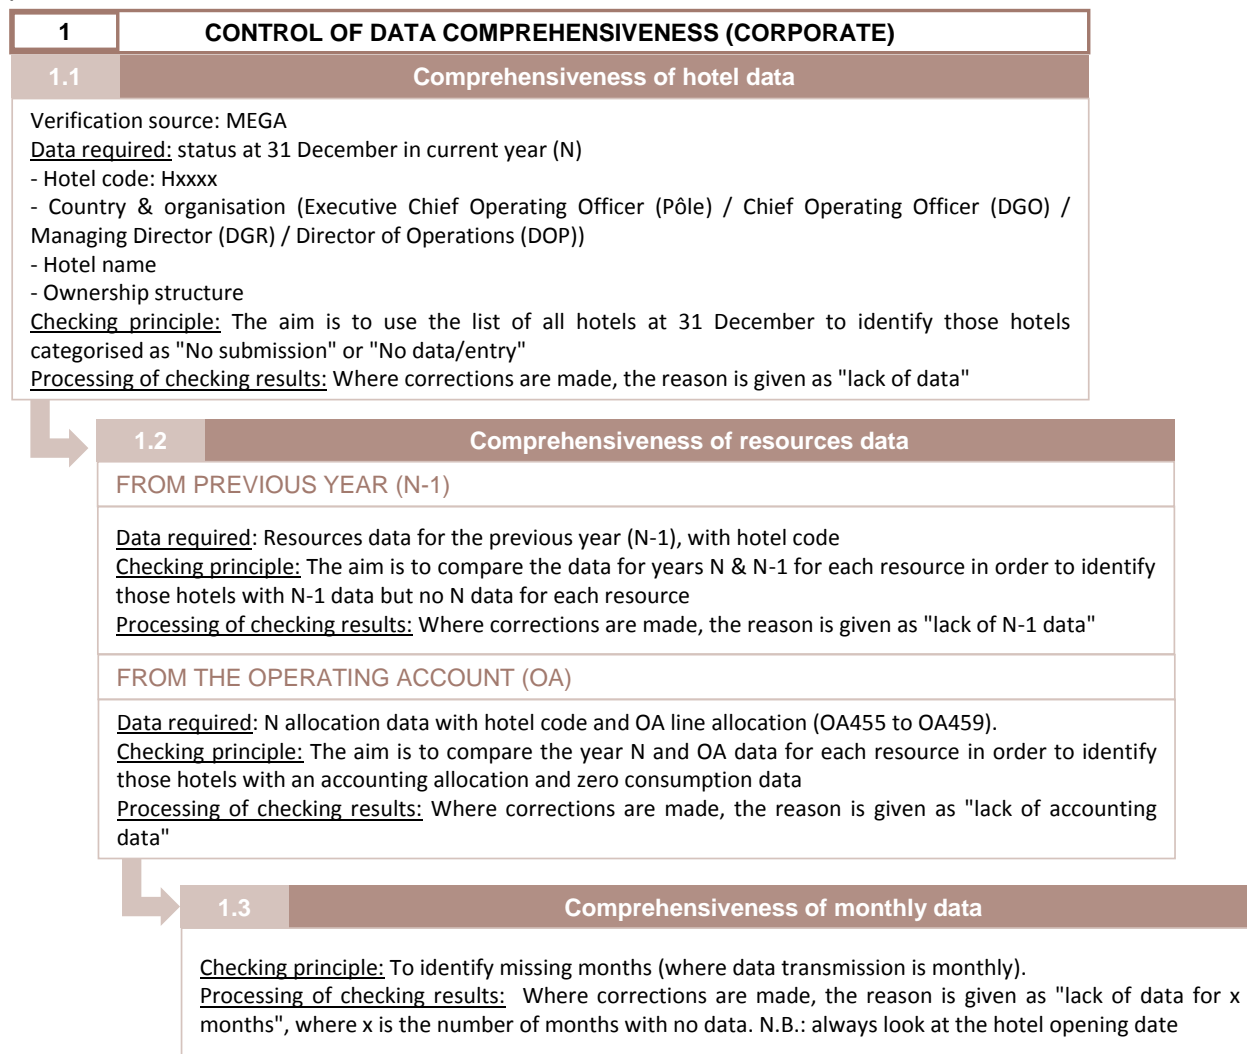 1 CONTROL OF DATA COMPREHENSIVENESS (CORPORATE)
1.1 Comprehensiveness of hotel data
Verification source: MEGA
Data required: status at 31 December in current year (N)
- Hotel code: Hxxxx
- Country & organisation (Executive Chief Operating Officer (Pôle) / Chief Operating Officer (DGO) /
Managing Director (DGR) / Director of Operations (DOP))
- Hotel name
- Ownership structure
Checking principle: The aim is to use the list of all hotels at 31 December to identify those hotels
categorised as "No submission" or "No data/entry"
Processing of checking results: Where corrections are made, the reason is given as "lack of data"
1.2 Comprehensiveness of resources data
FROM PREVIOUS YEAR (N-1)
Data required: Resources data for the previous year (N-1), with hotel code
Checking principle: The aim is to compare the data for years N & N-1 for each resource in order to identify
those hotels with N-1 data but no N data for each resource
Processing of checking results: Where corrections are made, the reason is given as "lack of N-1 data"
FROM THE OPERATING ACCOUNT (OA)
Data required: N allocation data with hotel code and OA line allocation (OA455 to OA459).
Checking principle: The aim is to compare the year N and OA data for each resource in order to identify
those hotels with an accounting allocation and zero consumption data
Processing of checking results: Where corrections are made, the reason is given as "lack of accounting
data"
1.3 Comprehensiveness of monthly data
Checking principle: To identify missing months (where data transmission is monthly).
Processing of checking results: Where corrections are made, the reason is given as "lack of data for x
months", where x is the number of months with no data. N.B.: always look at the hotel opening date